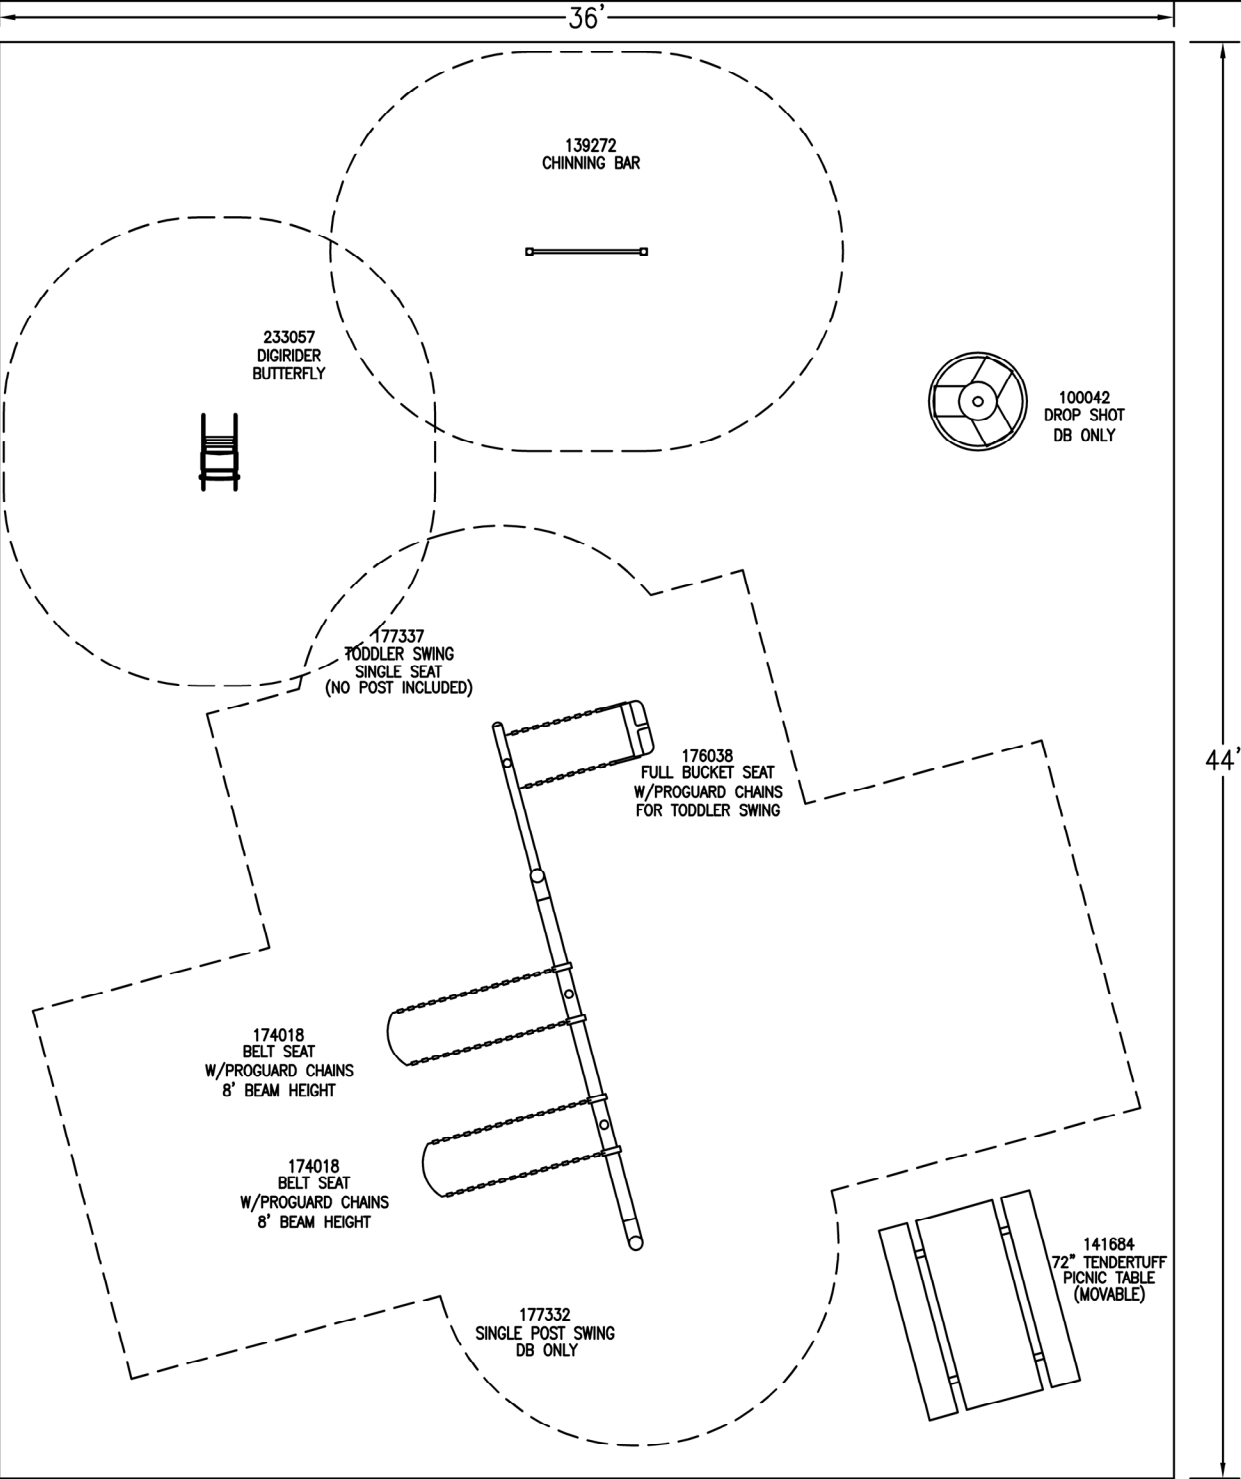 36'
139272
CHINNING BAR
233057
DIGIRIDER
BUTTERFLY
100042
DROP SHOT
DB ONLY
177337
TODDLER SWING
SINGLE SEAT
(NO POST INCLUDED)
176038
FULL BUCKET SEAT
W/PROGUARD CHAINS
FOR TODDLER SWING
44'
174018
BELT SEAT
W/PROGUARD CHAINS
8' BEAM HEIGHT
174018
BELT SEAT
W/PROGUARD CHAINS
8' BEAM HEIGHT
141684
72" TENDERTUFF
PICNIC TABLE
(MOVABLE)
177332
SINGLE POST SWING
DB ONLY